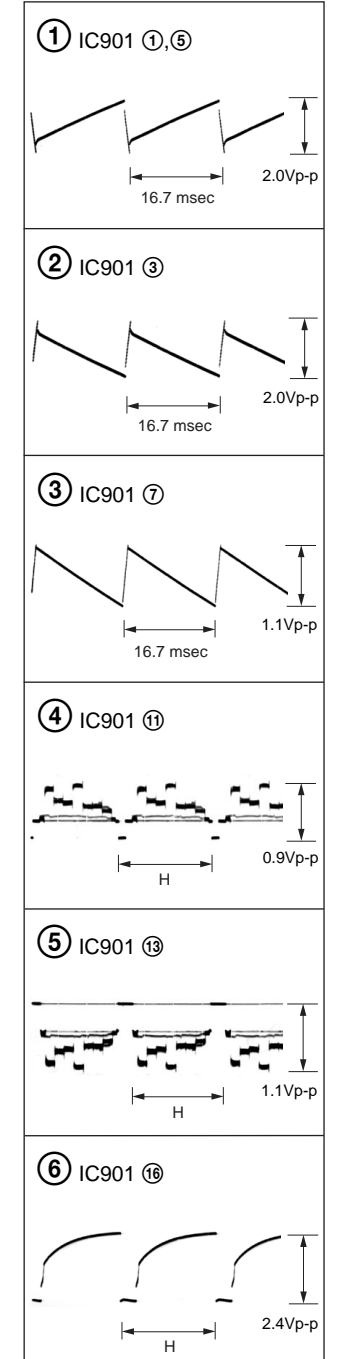 ① IC901 ①,⑤
2.0Vp-p
16.7 msec
② IC901 ③
2.0Vp-p
16.7 msec
③ IC901 ⑦
1.1Vp-p
16.7 msec
④ IC901 ⑪
0.9Vp-p
H
⑤ IC901 ⑬
1.1Vp-p
H
⑥ IC901 ⑯
2.4Vp-p
H